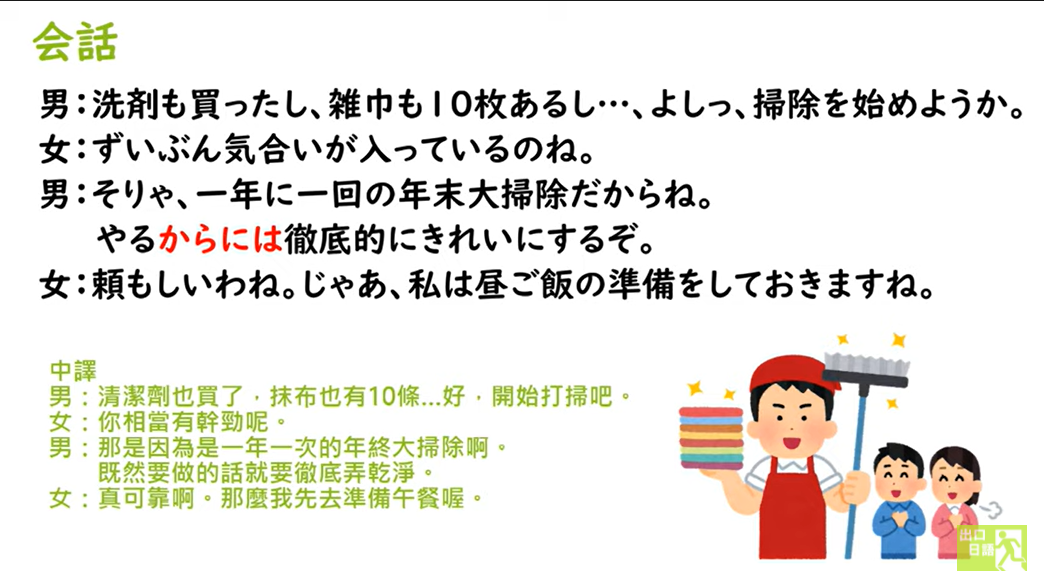 会話
男：洗剤も買ったし、雑巾も10枚あるし…、よしっ、掃除を始めようか。
女：ずいぶん気合いが入っているのね。
男：そりゃ、一年に一回の年末大掃除だからね。
やるからには徹底的にきれいにするぞ。
女：頼もしいわね。じゃあ、私は昼ご飯の準備をしておきますね。
中譯
男：清潔劑也買了，抹布也有10條...好，開始打掃吧。
女：你相當有幹勁呢。
男：那是因為是一年一次的年終大掃除啊。
既然要做的話就要徹底弄乾淨。
女：真可靠啊。那麼我先去準備午餐喔。
出口
日語